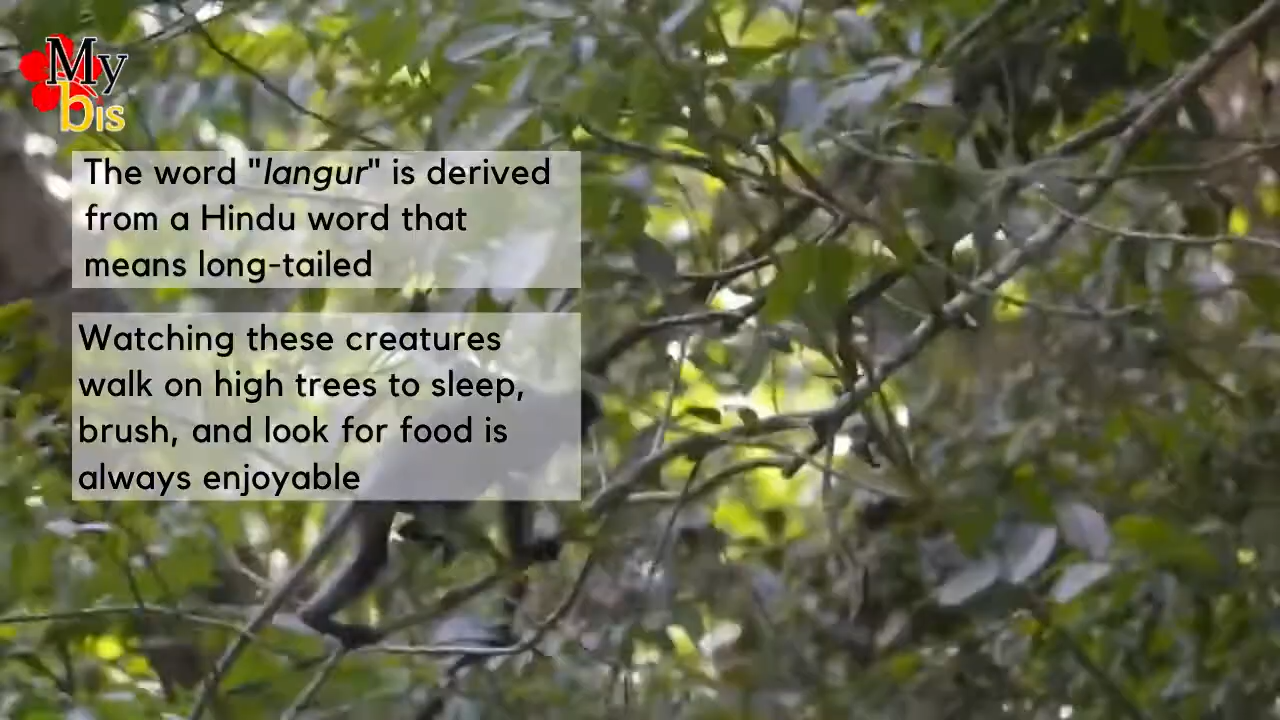 My
bis
The word "langur" is derived
from a Hindu word that
means long-tailed
Watching these creatures
walk on high trees to sleep,
brush, and look for food is
always enjoyable